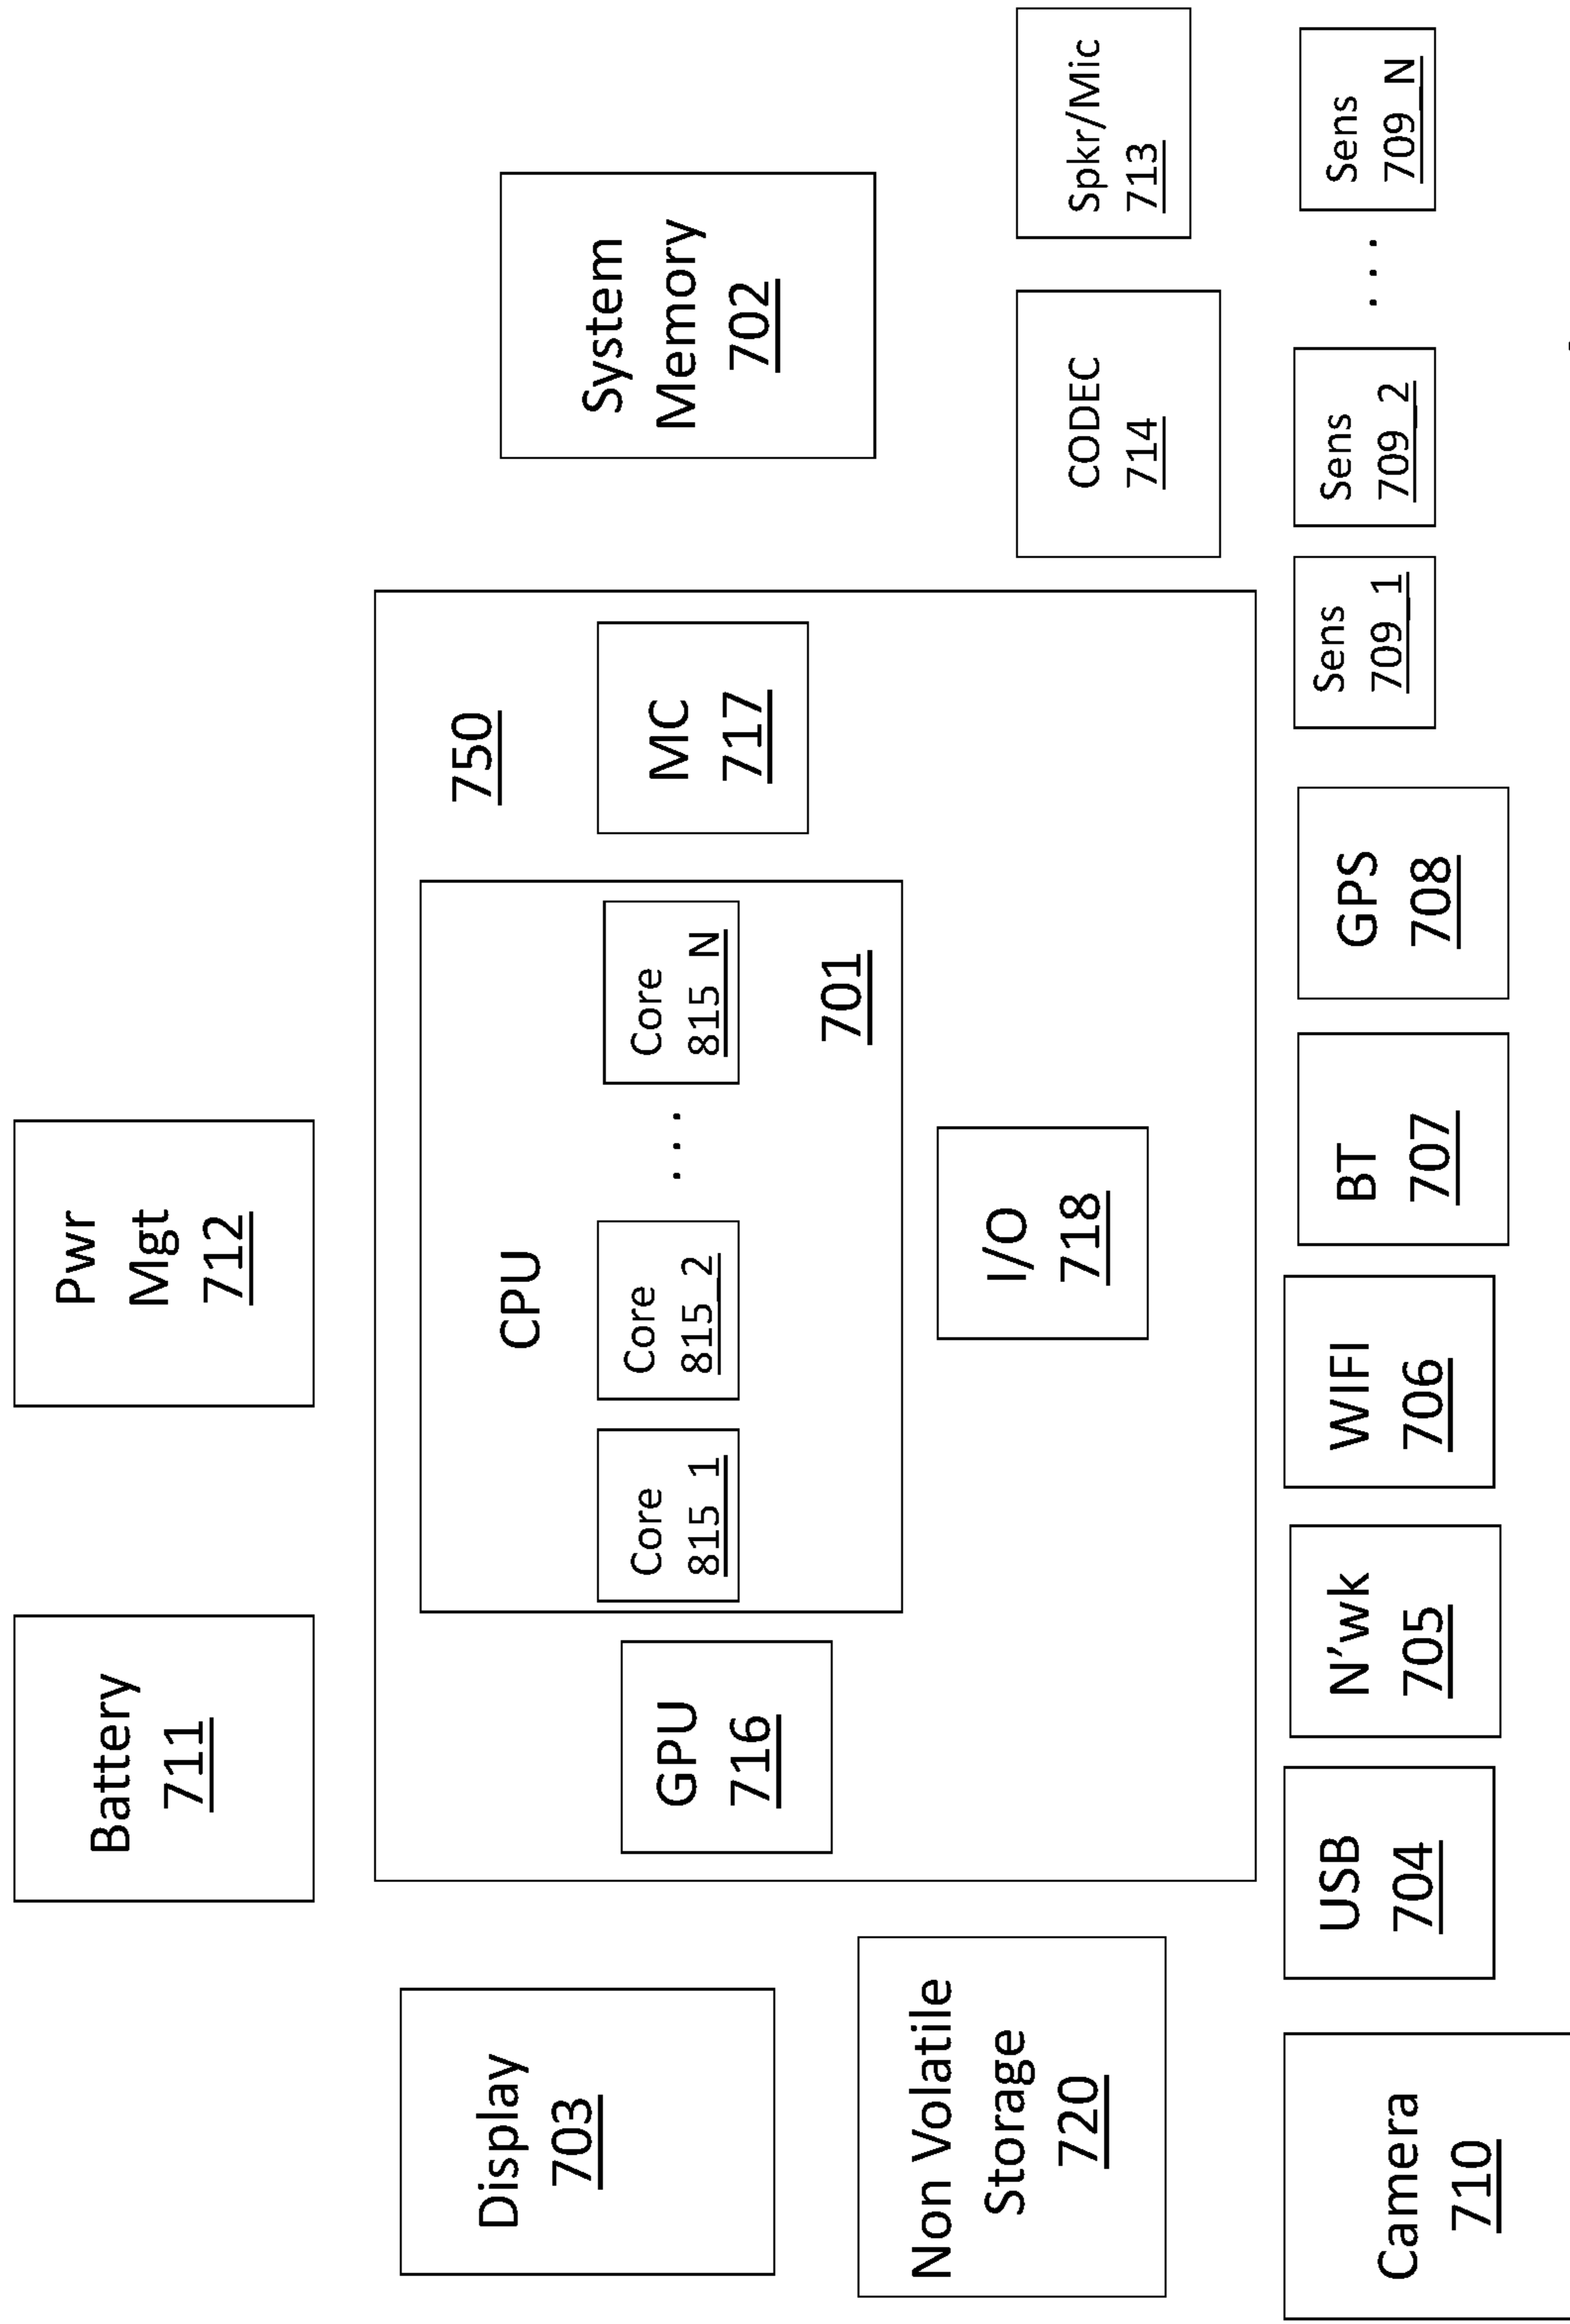 Battery
711
Pwr
Mgt
712
Display
703
Non Volatile
Storage
720
750
CPU
701
Core
815_1
Core
815_2
. . .
Core
815_N
GPU
716
MC
717
I/O
718
System
Memory
702
CODEC
714
Spkr/Mic
713
Camera
710
USB
704
N’wk
705
WIFI
706
BT
707
GPS
708
Sens
709_1
Sens
709_2
. . .
Sens
709_N